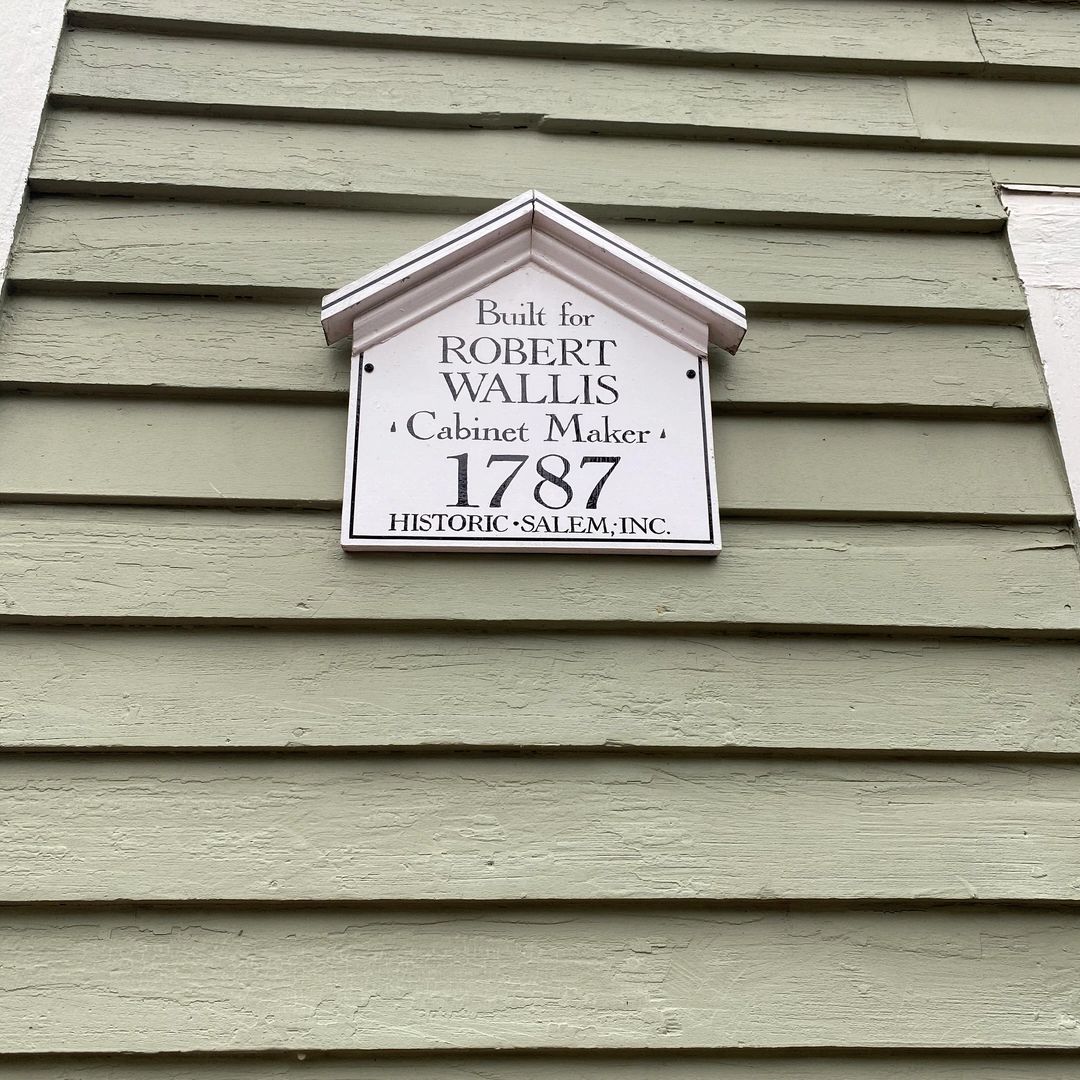 Built for
ROBERT
WALLIS
Cabinet Maker
1787
HISTORIC · SALEM, INC.